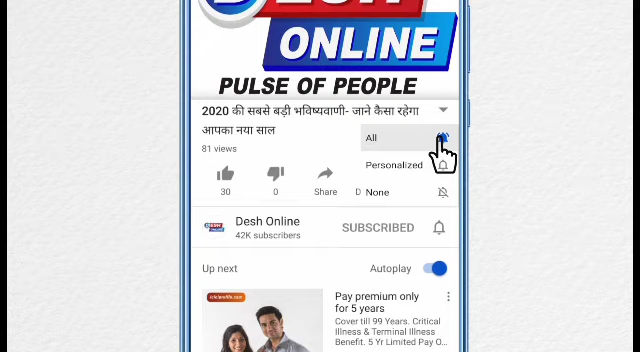 DESH
ONLINE
PULSE OF PEOPLE
2020 की सबसे बड़ी भविष्यवाणी- जाने कैसा रहेगा
आपका नया साल
81 views
All
Personalized
None
30
0
Share
D
Desh Online
42K subscribers
SUBSCRIBED
Up next
Autoplay
Pay premium only
for 5 years
Cover till 99 Years. Critical
Illness & Terminal Illness
Benefit. 5 Yr Limited Pay O...